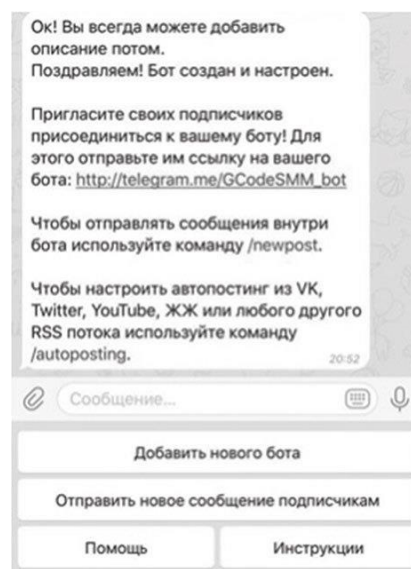 Ок! Вы всегда можете добавить
описание потом.
Поздравляем! Бот создан и настроен.
Пригласите своих подписчиков
присоединиться к вашему боту! Для
этого отправьте им ссылку на вашего
бота: http://telegram.me/GCodeSMM_bot
Чтобы отправлять сообщения внутри
бота используйте команду /newpost.
Чтобы настроить автопостинг из VK,
Twitter, YouTube, ЖЖ или любого другого
RSS потока используйте команду
/autoposting.
20:52
Сообщение...
Добавить нового бота
Отправить новое сообщение подписчикам
Помощь
Инструкции